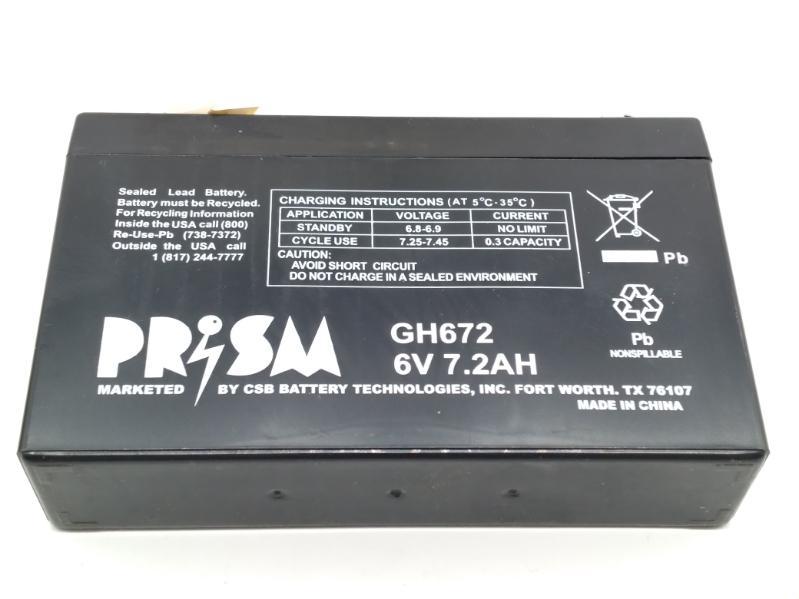 Sealed Lead Battery.
Battery must be Recycled.
For Recycling Information
Inside the USA call (800)
Re-Use-Pb (738-7372)
Outside the USA call
1 (817) 244-7777
CHARGING INSTRUCTIONS (AT 5°C-35°C)
APPLICATION VOLTAGE CURRENT
STANDBY 6.8-6.9 NO LIMIT
CYCLE USE 7.25-7.45 0.3 CAPACITY
CAUTION:
AVOID SHORT CIRCUIT
DO NOT CHARGE IN A SEALED ENVIRONMENT
Pb
Pb
NONSPILLABLE
PRiSM
GH672
6V 7.2AH
MARKETED BY CSB BATTERY TECHNOLOGIES, INC. FORT WORTH. TX 76107
MADE IN CHINA